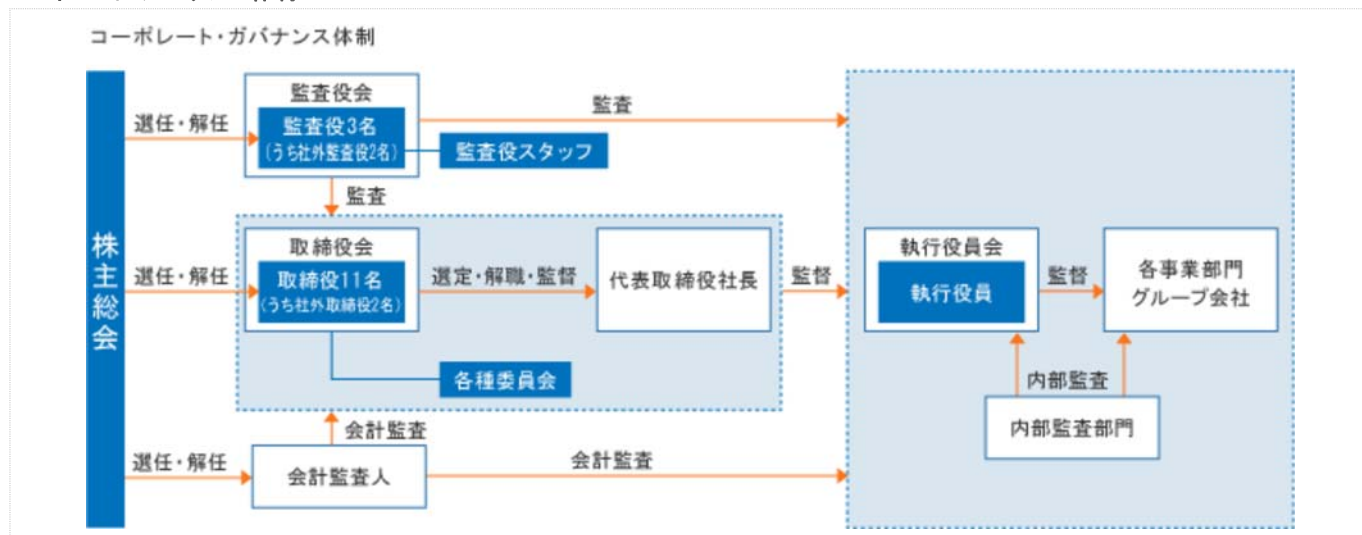 コーポレート・ガバナンス体制
株主総会
選任・解任
監査役会
監査役3名
(うち社外監査役2名)
監査役スタッフ
監査
監査
選任・解任
取締役会
取締役11名
(うち社外取締役2名)
選定・解職・監督
代表取締役社長
監督
各種委員会
執行役員会
執行役員
監督
各事業部門
グループ会社
内部監査
内部監査部門
会計監査
選任・解任
会計監査人
会計監査